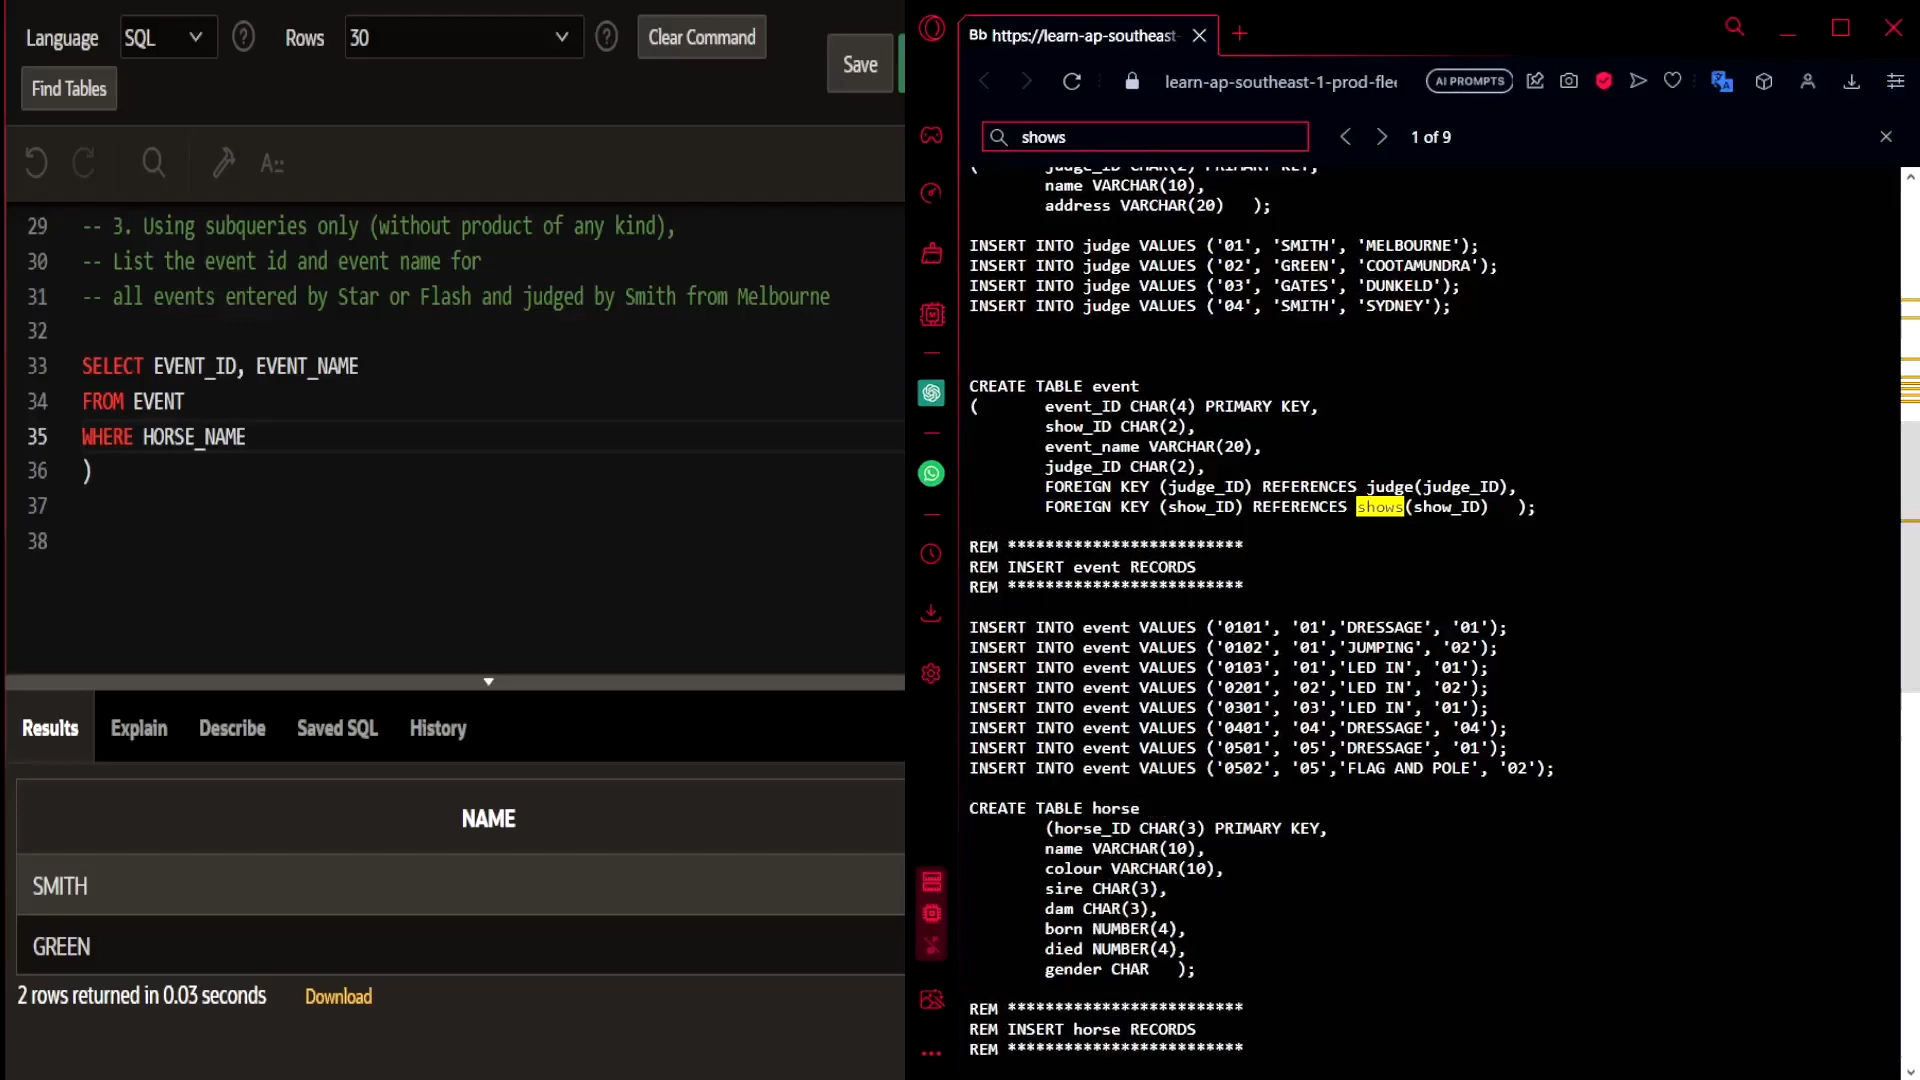 Language SQL Rows 30 Clear Command
Save
Find Tables
29 -- 3. Using subqueries only (without product of any kind),
30 -- List the event id and event name for
31 -- all events entered by Star or Flash and judged by Smith from Melbourne
32
33 SELECT EVENT_ID, EVENT_NAME
34 FROM EVENT
35 WHERE HORSE_NAME
36 )
37
38
Results Explain Describe Saved SQL History
NAME
SMITH
GREEN
2 rows returned in 0.03 seconds Download
Bb https://learn-ap-southeast-
learn-ap-southeast-1-prod-flee AI PROMPTS
shows 1 of 9
( judge_ID CHAR(2) PRIMARY KEY,
name VARCHAR(10),
address VARCHAR(20) );
INSERT INTO judge VALUES ('01', 'SMITH', 'MELBOURNE');
INSERT INTO judge VALUES ('02', 'GREEN', 'COOTAMUNDRA');
INSERT INTO judge VALUES ('03', 'GATES', 'DUNKELD');
INSERT INTO judge VALUES ('04', 'SMITH', 'SYDNEY');
CREATE TABLE event
( event_ID CHAR(4) PRIMARY KEY,
show_ID CHAR(2),
event_name VARCHAR(20),
judge_ID CHAR(2),
FOREIGN KEY (judge_ID) REFERENCES judge(judge_ID),
FOREIGN KEY (show_ID) REFERENCES shows(show_ID) );
REM *************************
REM INSERT event RECORDS
REM *************************
INSERT INTO event VALUES ('0101', '01','DRESSAGE', '01');
INSERT INTO event VALUES ('0102', '01','JUMPING', '02');
INSERT INTO event VALUES ('0103', '01','LED IN', '01');
INSERT INTO event VALUES ('0201', '02','LED IN', '02');
INSERT INTO event VALUES ('0301', '03','LED IN', '01');
INSERT INTO event VALUES ('0401', '04','DRESSAGE', '04');
INSERT INTO event VALUES ('0501', '05','DRESSAGE', '01');
INSERT INTO event VALUES ('0502', '05','FLAG AND POLE', '02');
CREATE TABLE horse
(horse_ID CHAR(3) PRIMARY KEY,
name VARCHAR(10),
colour VARCHAR(10),
sire CHAR(3),
dam CHAR(3),
born NUMBER(4),
died NUMBER(4),
gender CHAR );
REM *************************
REM INSERT horse RECORDS
REM *************************